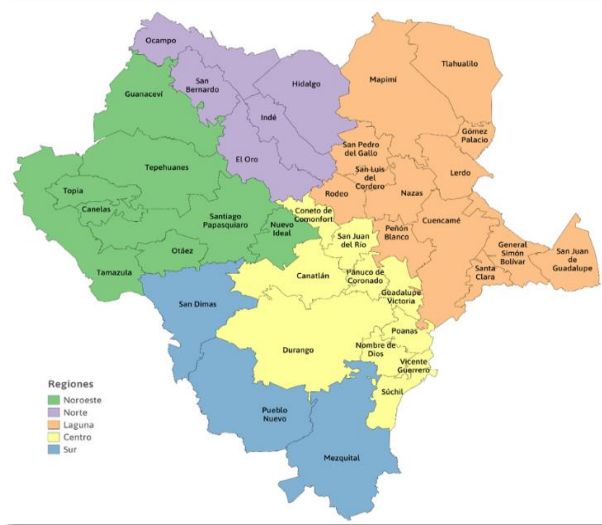 Ocampo
San
Bernardo
Hidalgo
Guanaceví
Indé
El Oro
Mapimí
Tlahualilo
Gómez
Palacio
San Pedro
del Gallo
San Luis
del
Cordero
Lerdo
Tepehuanes
Topia
Canelas
Santiago
Papasquiaro
Nuevo
Ideal
Otáez
Tamazula
Rodeo
Nazas
Coneto de
Comonfort
San Juan
del Río
Peñón
Blanco
Cuencamé
General
Simón
Bolívar
San Juan
de
Guadalupe
Santa
Clara
Canatlán
Pánuco de
Coronado
Guadalupe
Victoria
San Dimas
Durango
Poanas
Nombre de
Dios
Vicente
Guerrero
Súchil
Pueblo
Nuevo
Mezquital
Regiones
Noroeste
Norte
Laguna
Centro
Sur